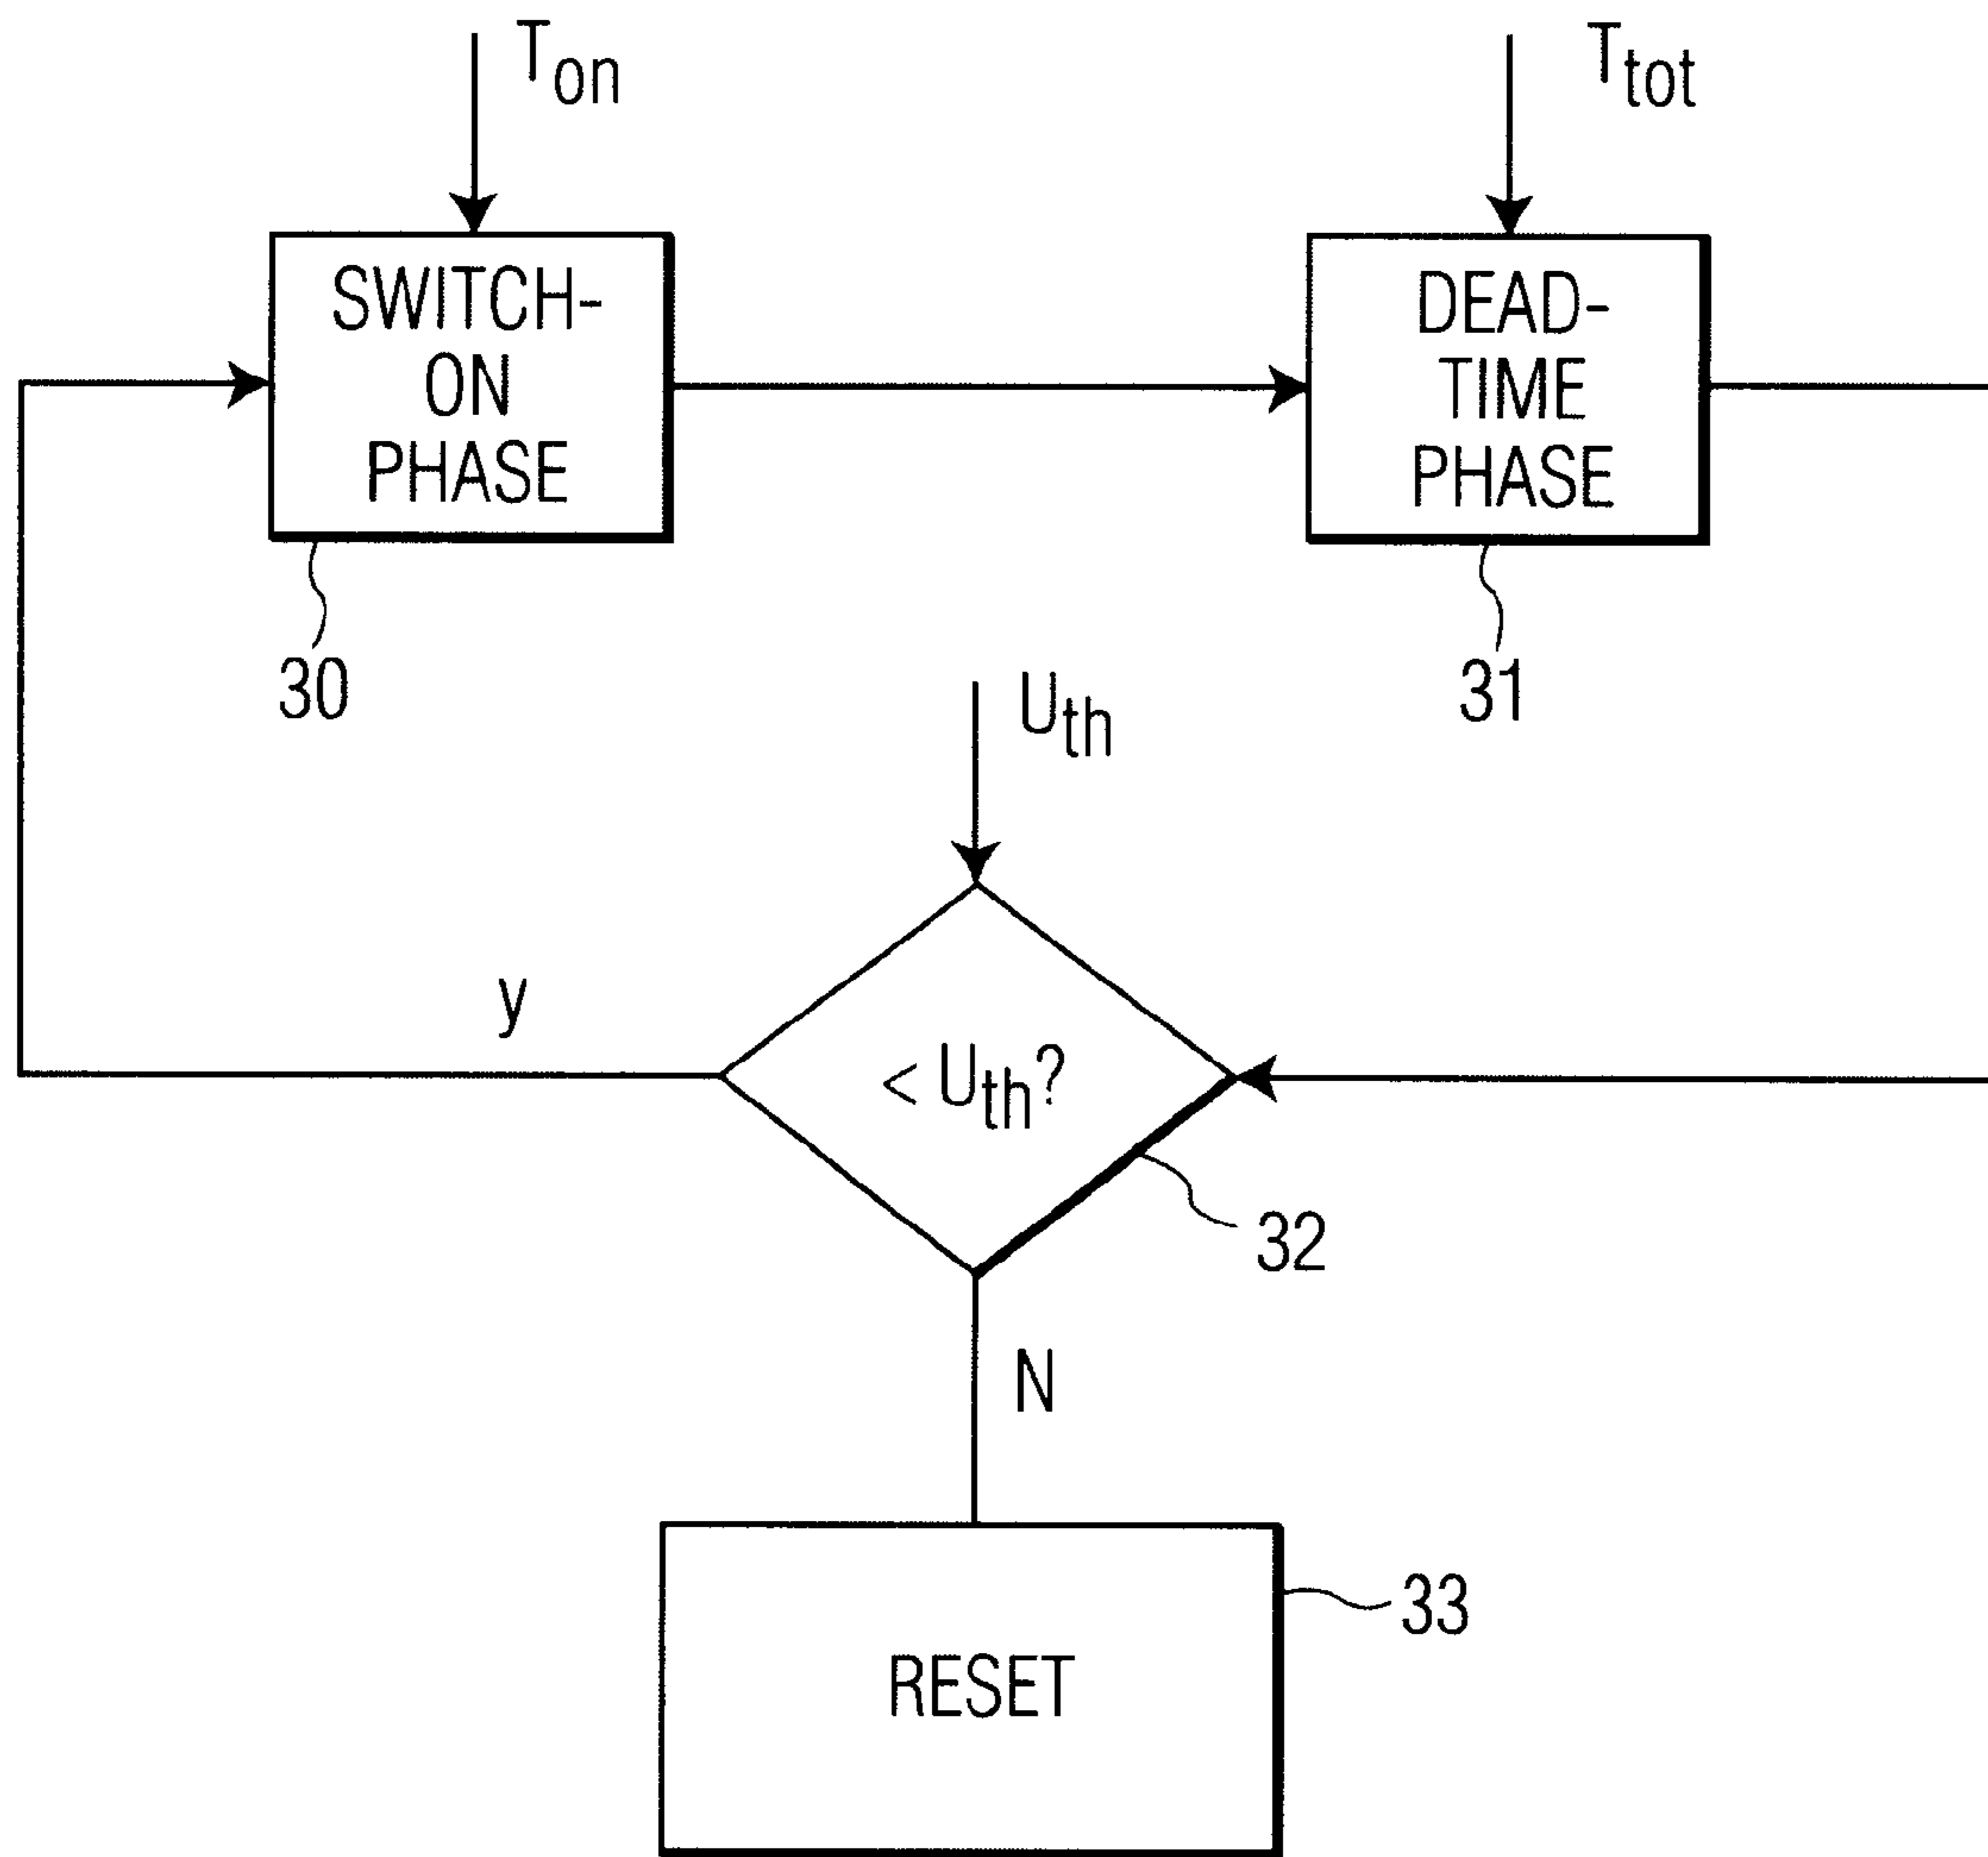 Ton
Ttot
SWITCH-
ON
PHASE
DEAD-
TIME
PHASE
30
31
Uth
y
< Uth?
32
N
RESET
33